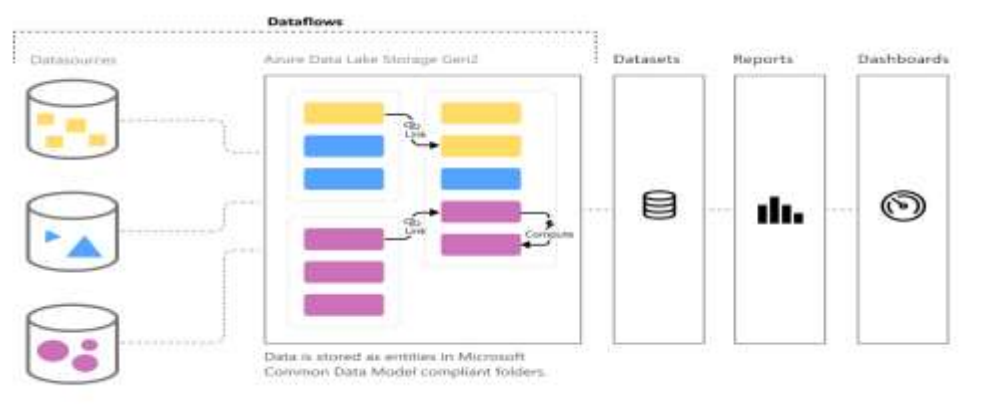 Dataflows
Datasources
Azure Data Lake Storage Gen2
Datasets
Reports
Dashboards
Link
Link
Compute
Data is stored as entities in Microsoft
Common Data Model compliant folders.